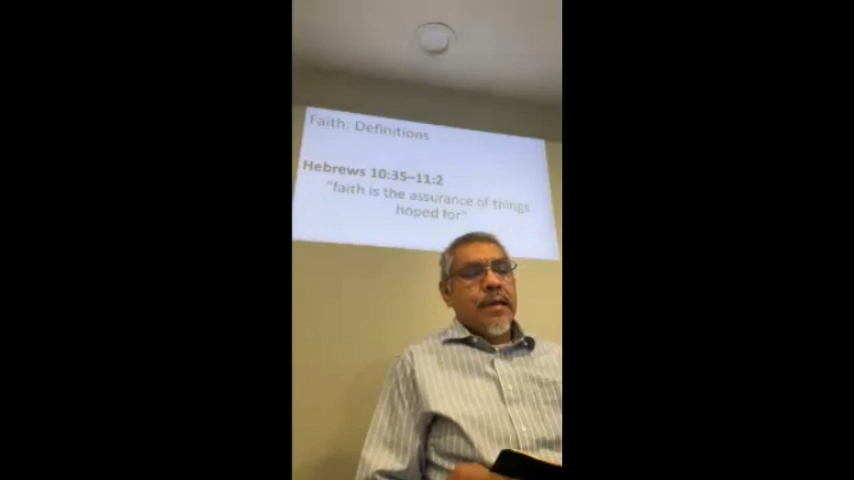 Faith: Definitions
Hebrews 10:35–11:2
"faith is the assurance of things
hoped for"